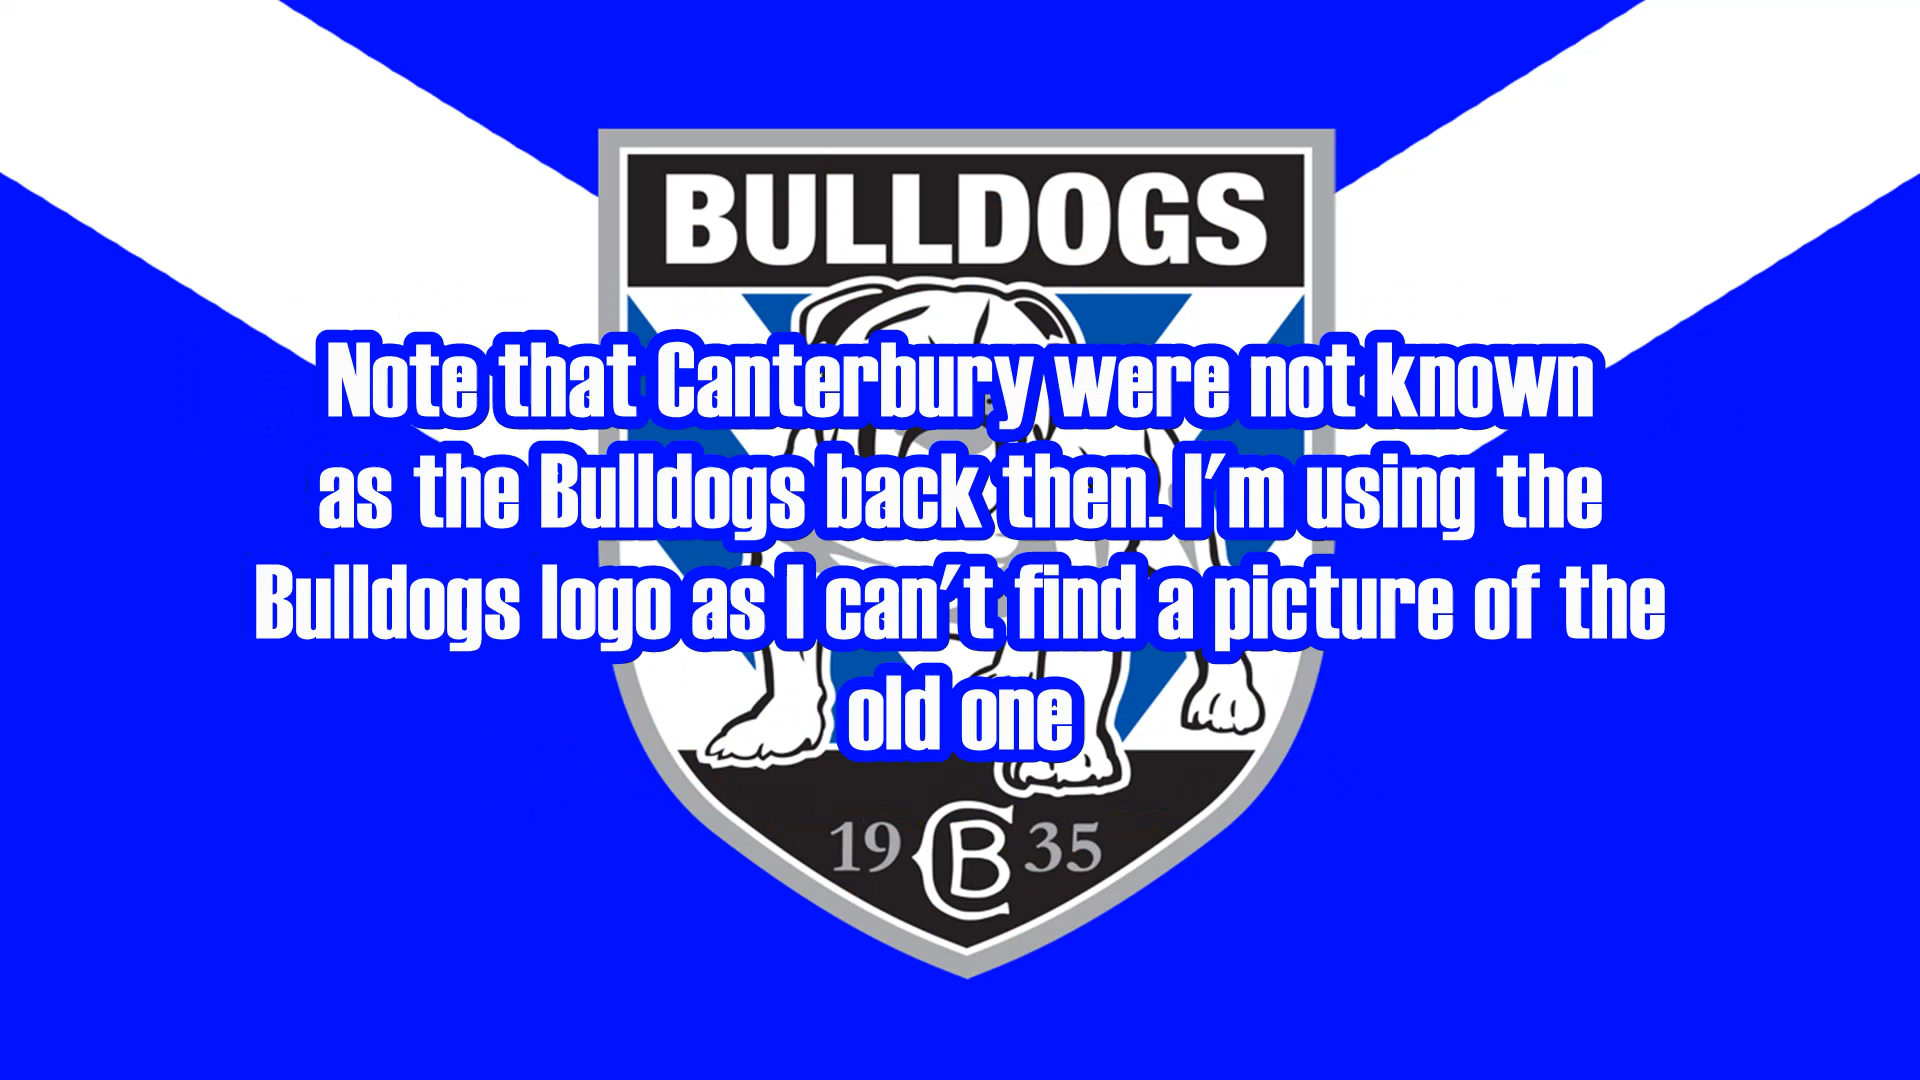 BULLDOGS
Note that Canterbury were not known
as the Bulldogs back then. I'm using the
Bulldogs logo as I can't find a picture of the
old one
19 CB 35